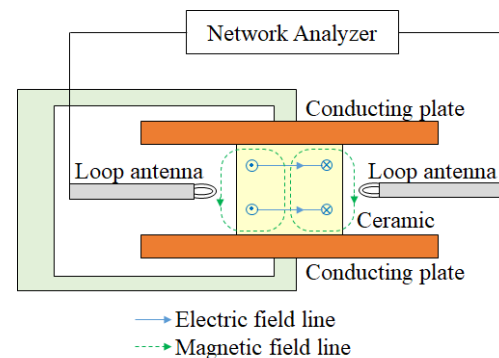 Network Analyzer
Conducting plate
Loop antenna
Loop antenna
Ceramic
Conducting plate
Electric field line
Magnetic field line